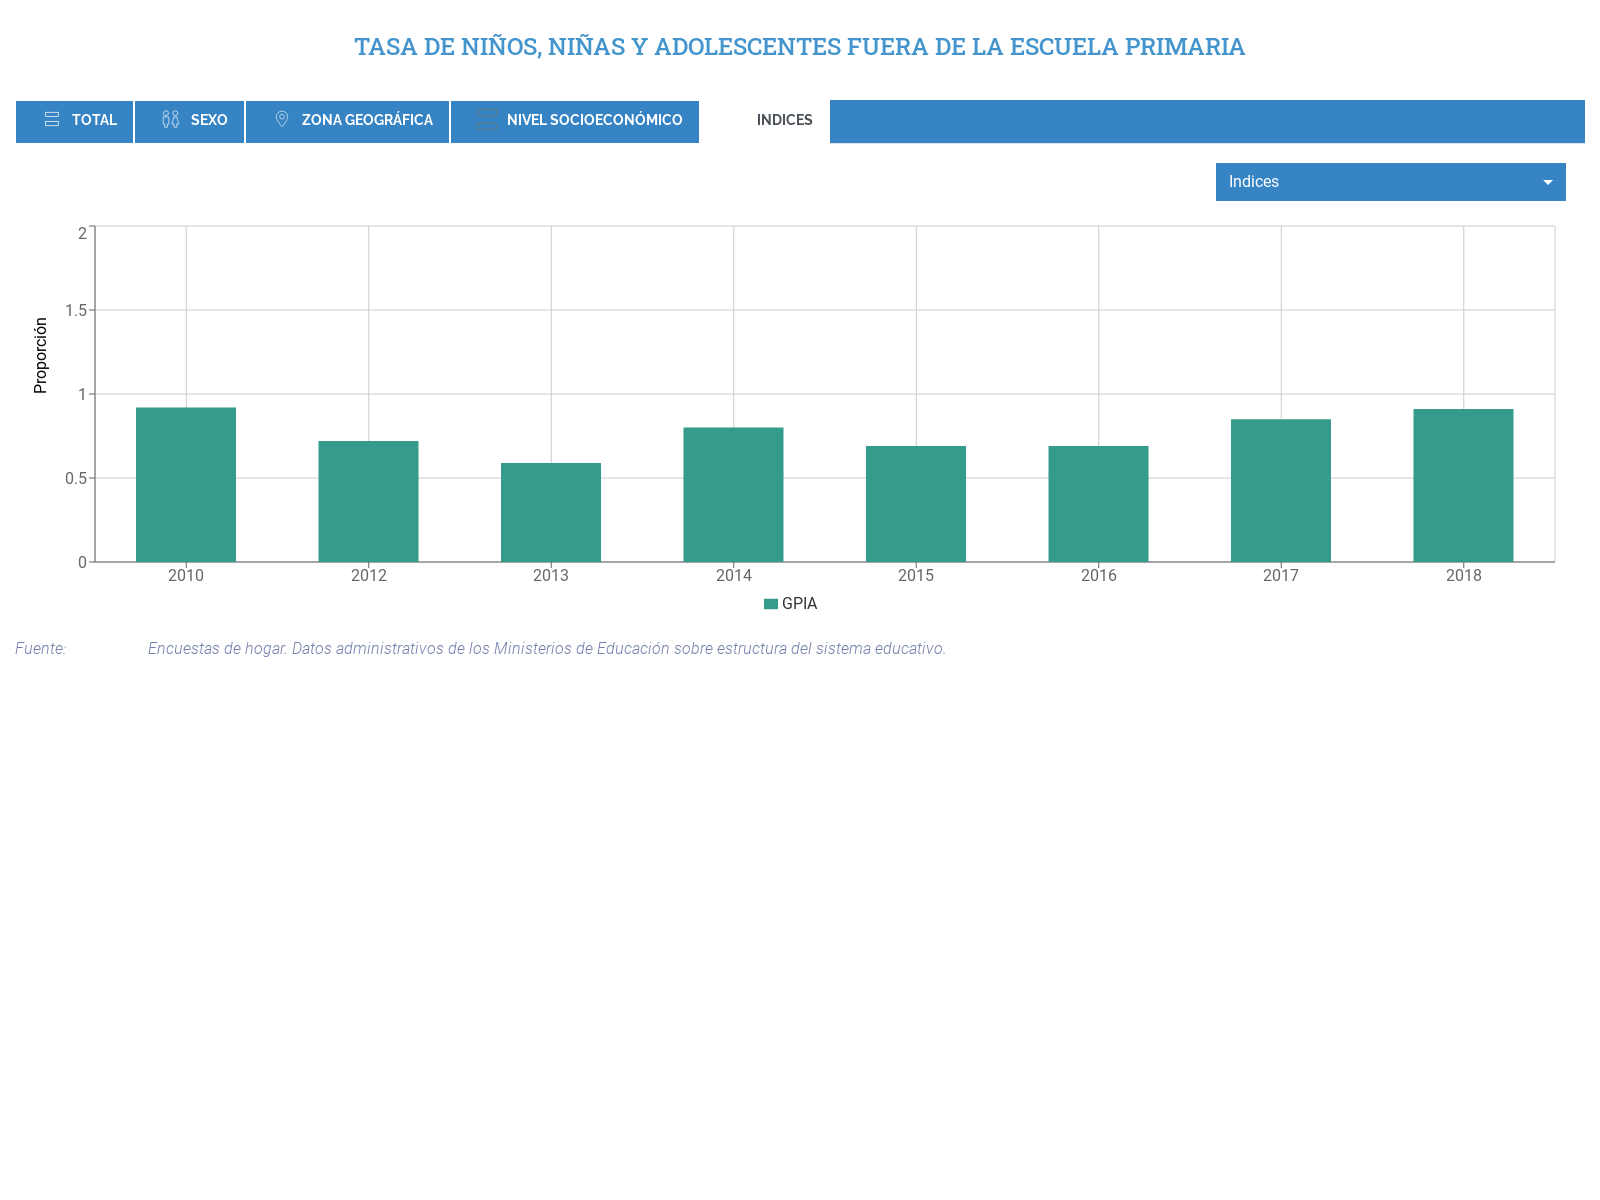 TASA DE NIÑOS, NIÑAS Y ADOLESCENTES FUERA DE LA ESCUELA PRIMARIA
TOTAL SEXO ZONA GEOGRÁFICA NIVEL SOCIOECONÓMICO INDICES
Indices
2
1.5
1
0.5
0
Proporción
2010 2012 2013 2014 2015 2016 2017 2018
GPIA
Fuente: Encuestas de hogar. Datos administrativos de los Ministerios de Educación sobre estructura del sistema educativo.